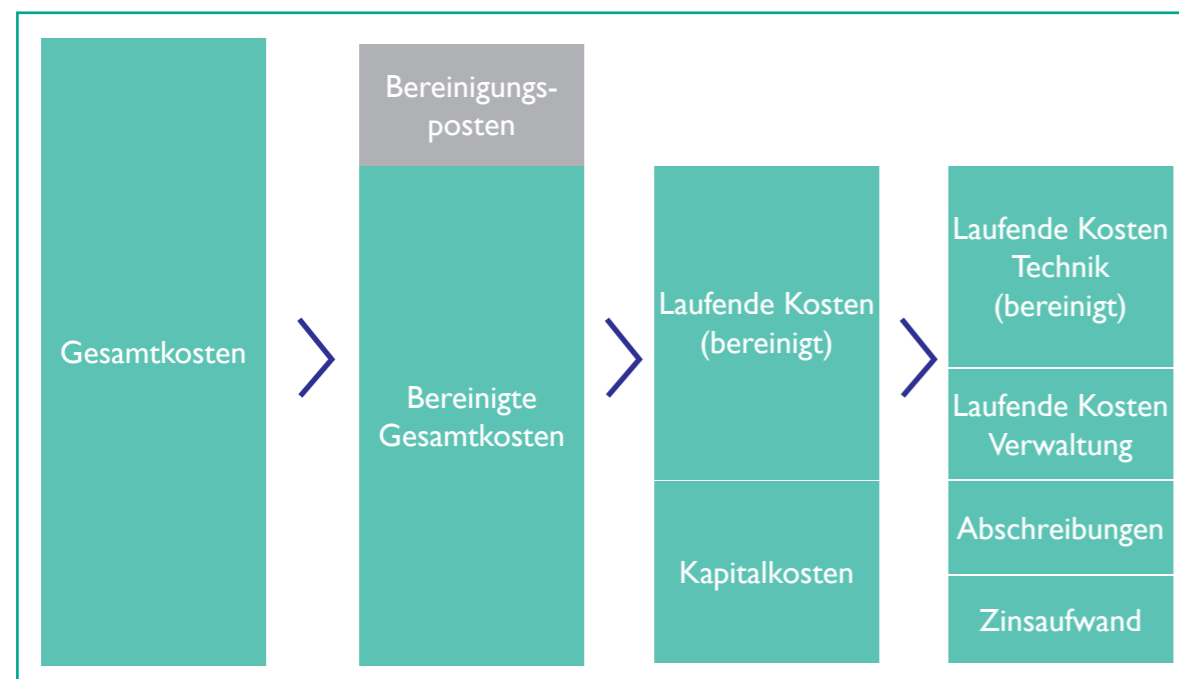 Gesamtkosten
Bereinigungs-
posten
Bereinigte
Gesamtkosten
Laufende Kosten
(bereinigt)
Kapitalkosten
Laufende Kosten
Technik
(bereinigt)
Laufende Kosten
Verwaltung
Abschreibungen
Zinsaufwand